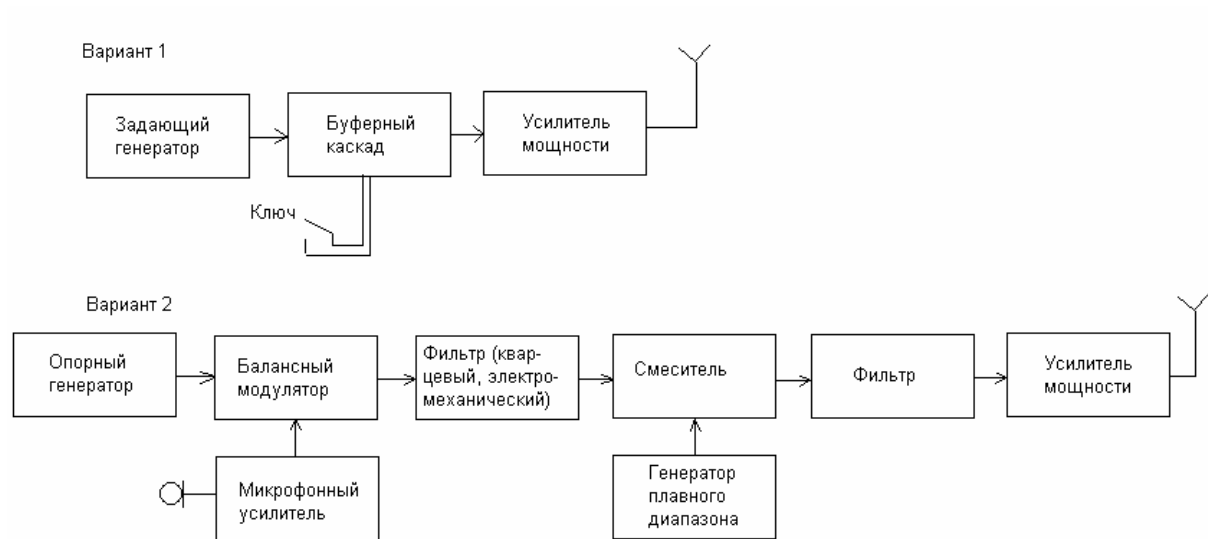 Вариант 1
Задающий
генератор
Буферный
каскад
Усилитель
мощности
Ключ
Вариант 2
Опорный
генератор
Балансный
модулятор
Фильтр (квар-
цевый, электро-
механический)
Смеситель
Фильтр
Усилитель
мощности
Микрофонный
усилитель
Генератор
плавного
диапазона